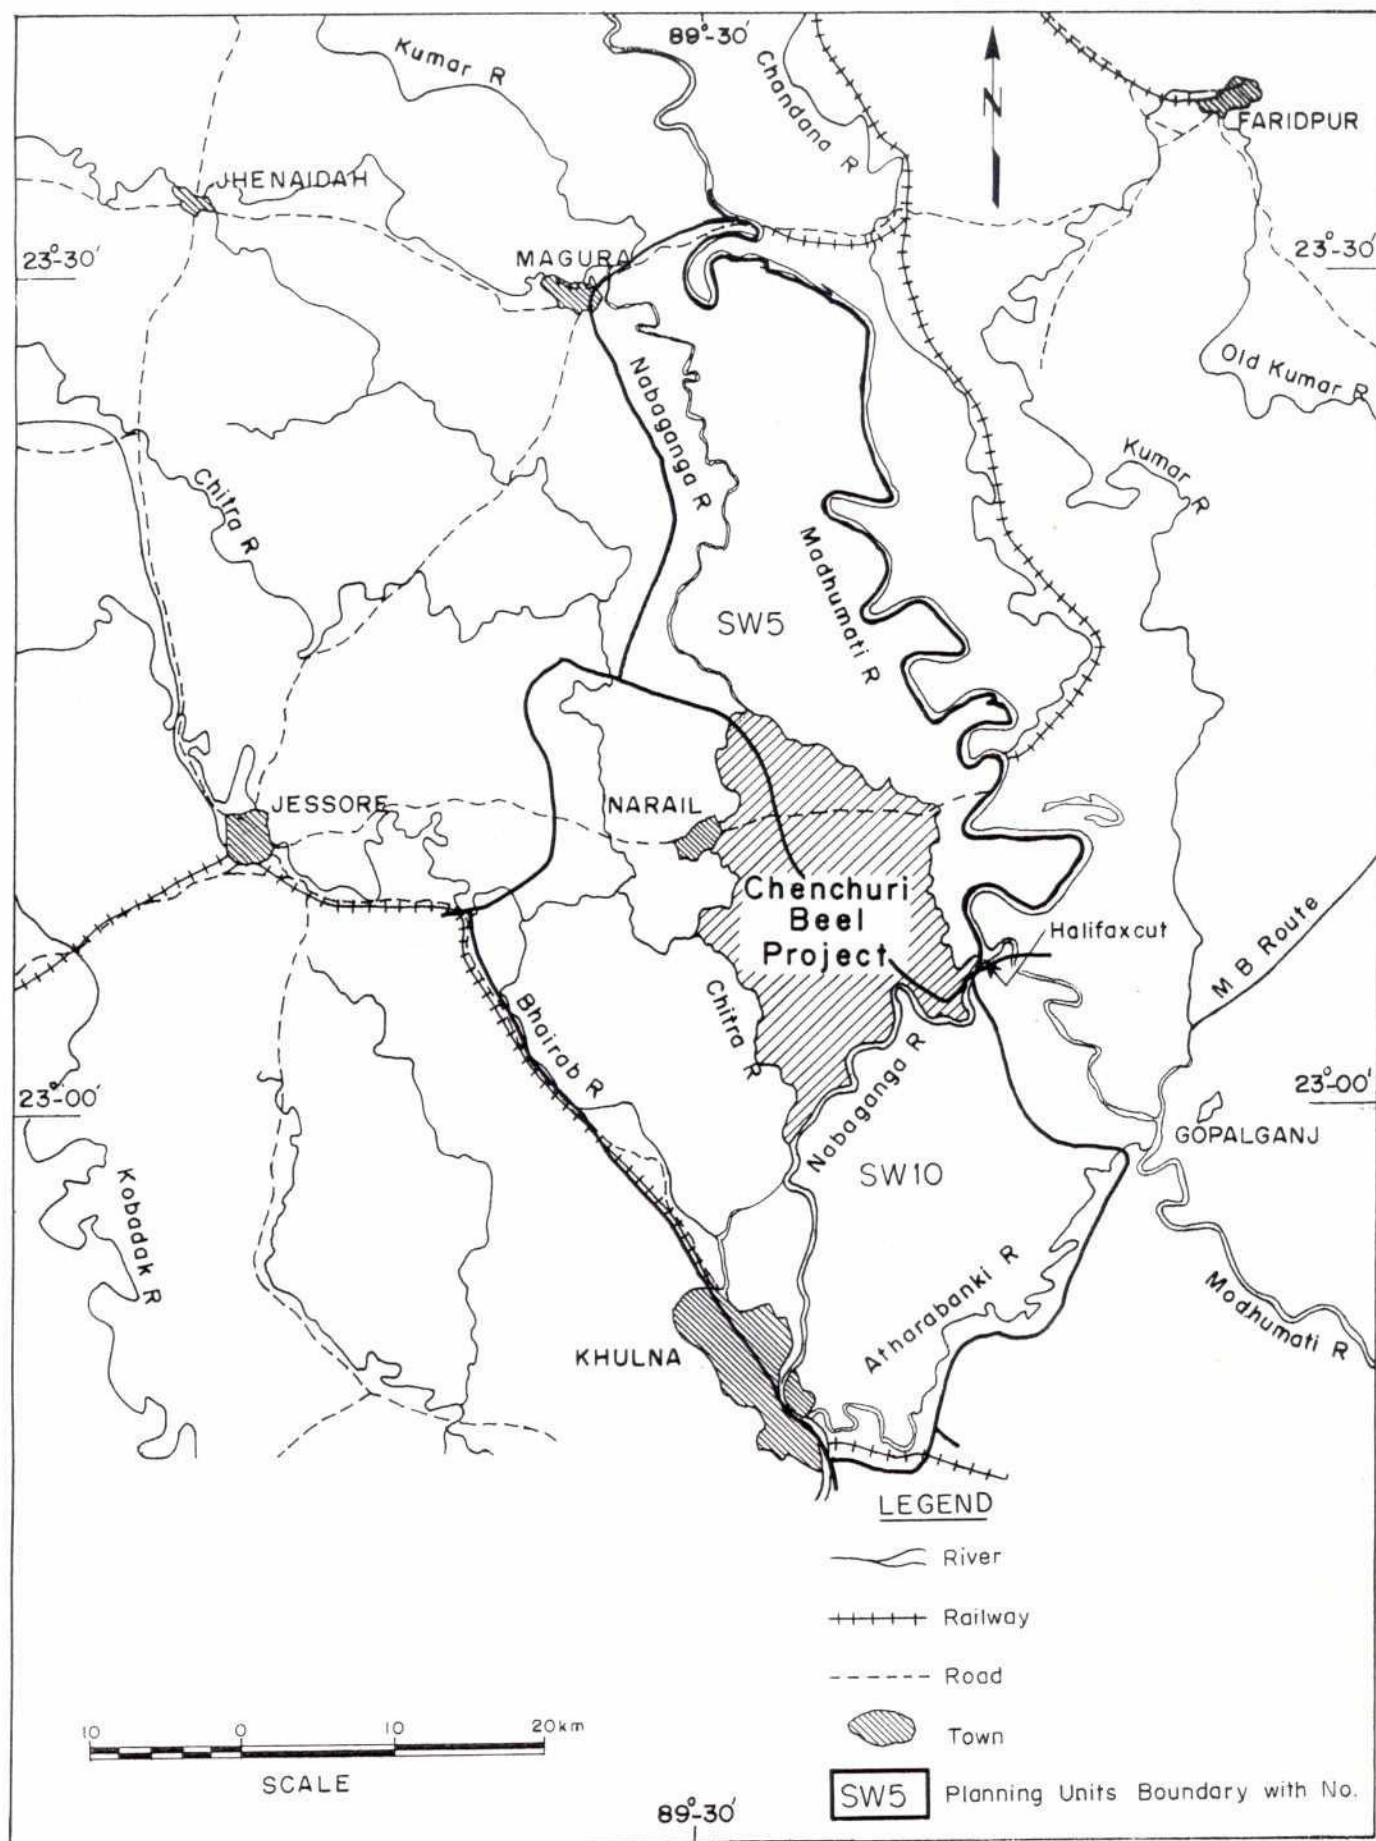 89°-30'
Kumar R
Chandana R
N
FARIDPUR
JHENAIDAH
23°-30'
MAGURA
23°-30'
Nabaganga R
Old Kumar R
Chitra R
Kumar R
Madhumati R
SW5
JESSORE
NARAIL
Chenchuri
Beel
Project
Halifaxcut
M B Route
Bhairab R
Chitra R
Nabaganga R
23°-00'
23°-00'
GOPALGANJ
Kobadak R
SW10
Atharabanki R
Modhumati R
KHULNA
LEGEND
River
Railway
Road
Town
SW5 Planning Units Boundary with No.
10 0 10 20km
SCALE
89°-30'